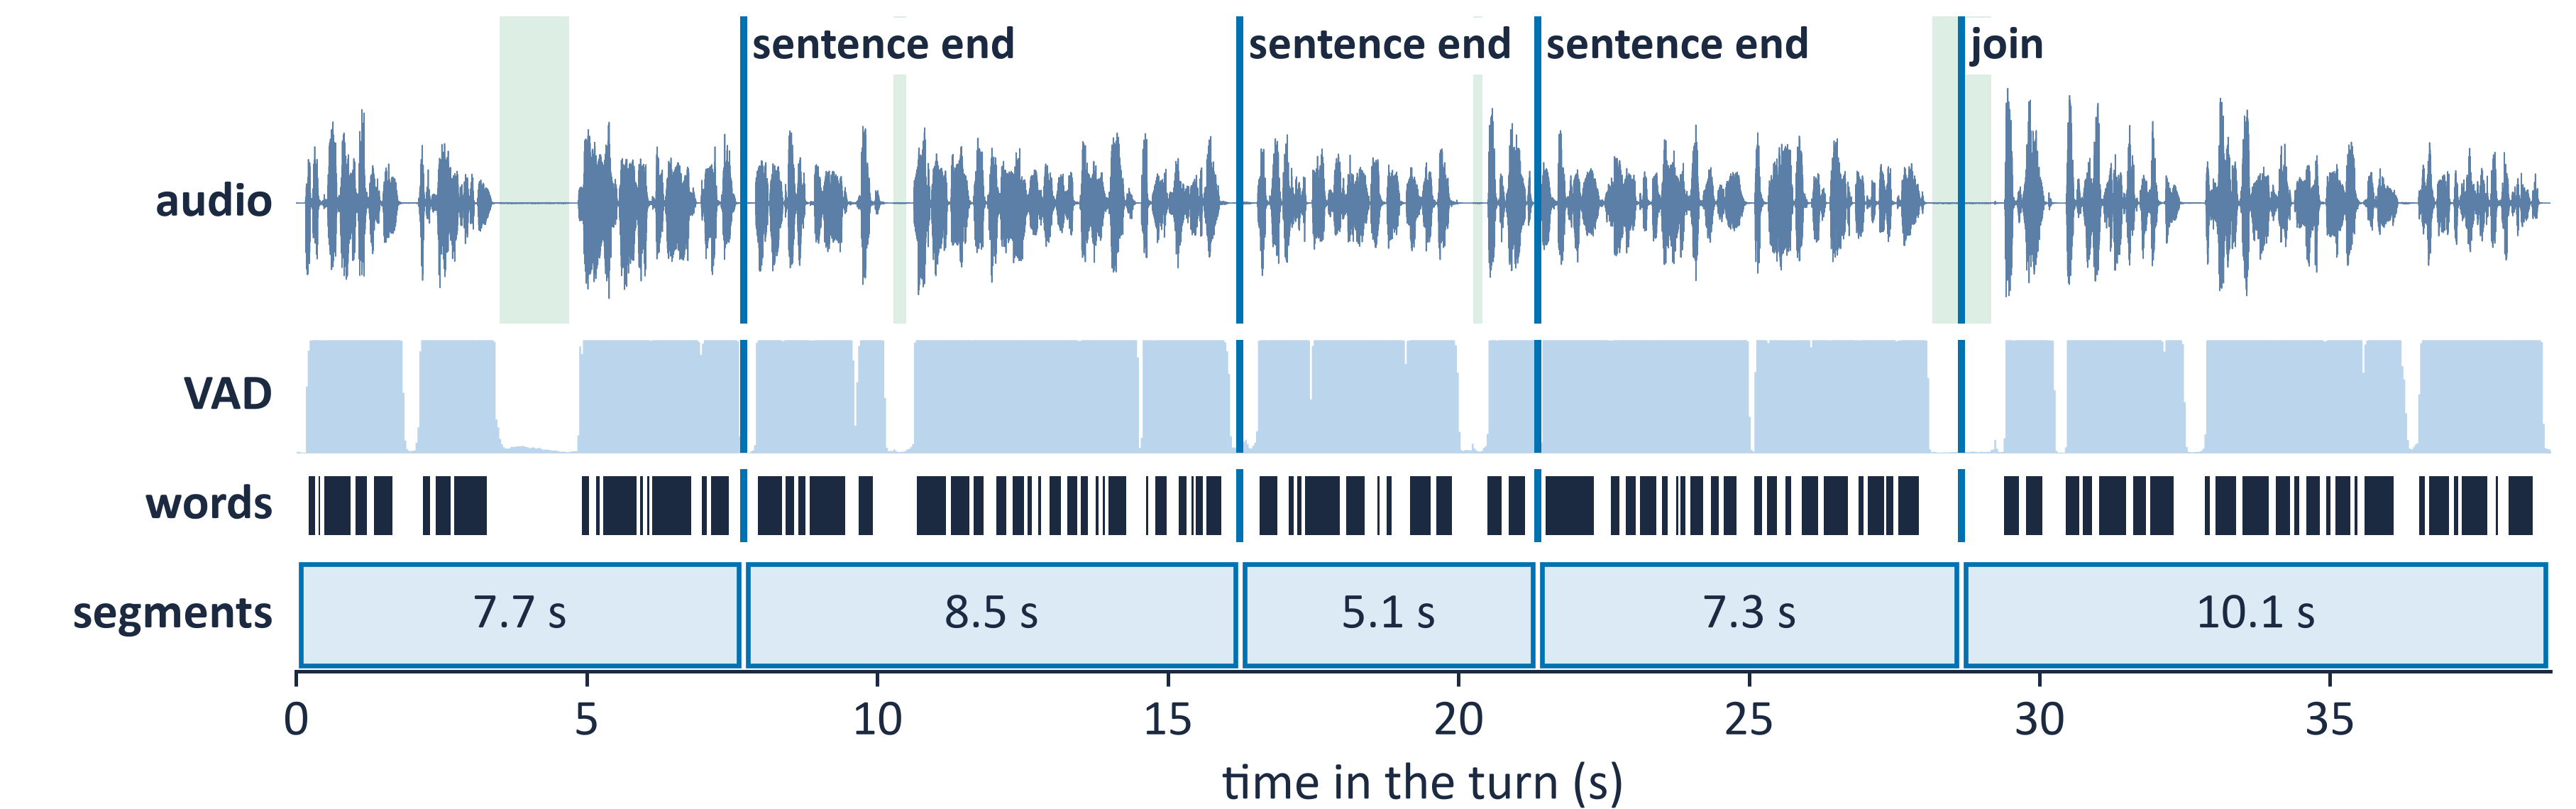 sentence end sentence end sentence end join
audio
VAD
words
segments 7.7 s 8.5 s 5.1 s 7.3 s 10.1 s
0 5 10 15 20 25 30 35
time in the turn (s)